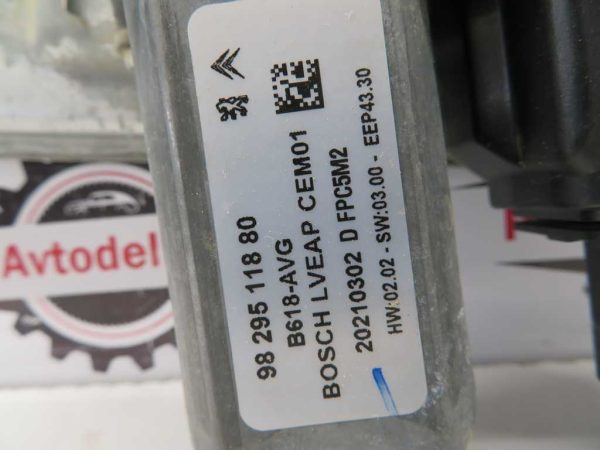 98 295 118 80
B618-AVG
BOSCH LVEAP CEM01
20210302 D FPC5M2
HW:02.02 - SW:03.00 - EEP43.30
Avtodel